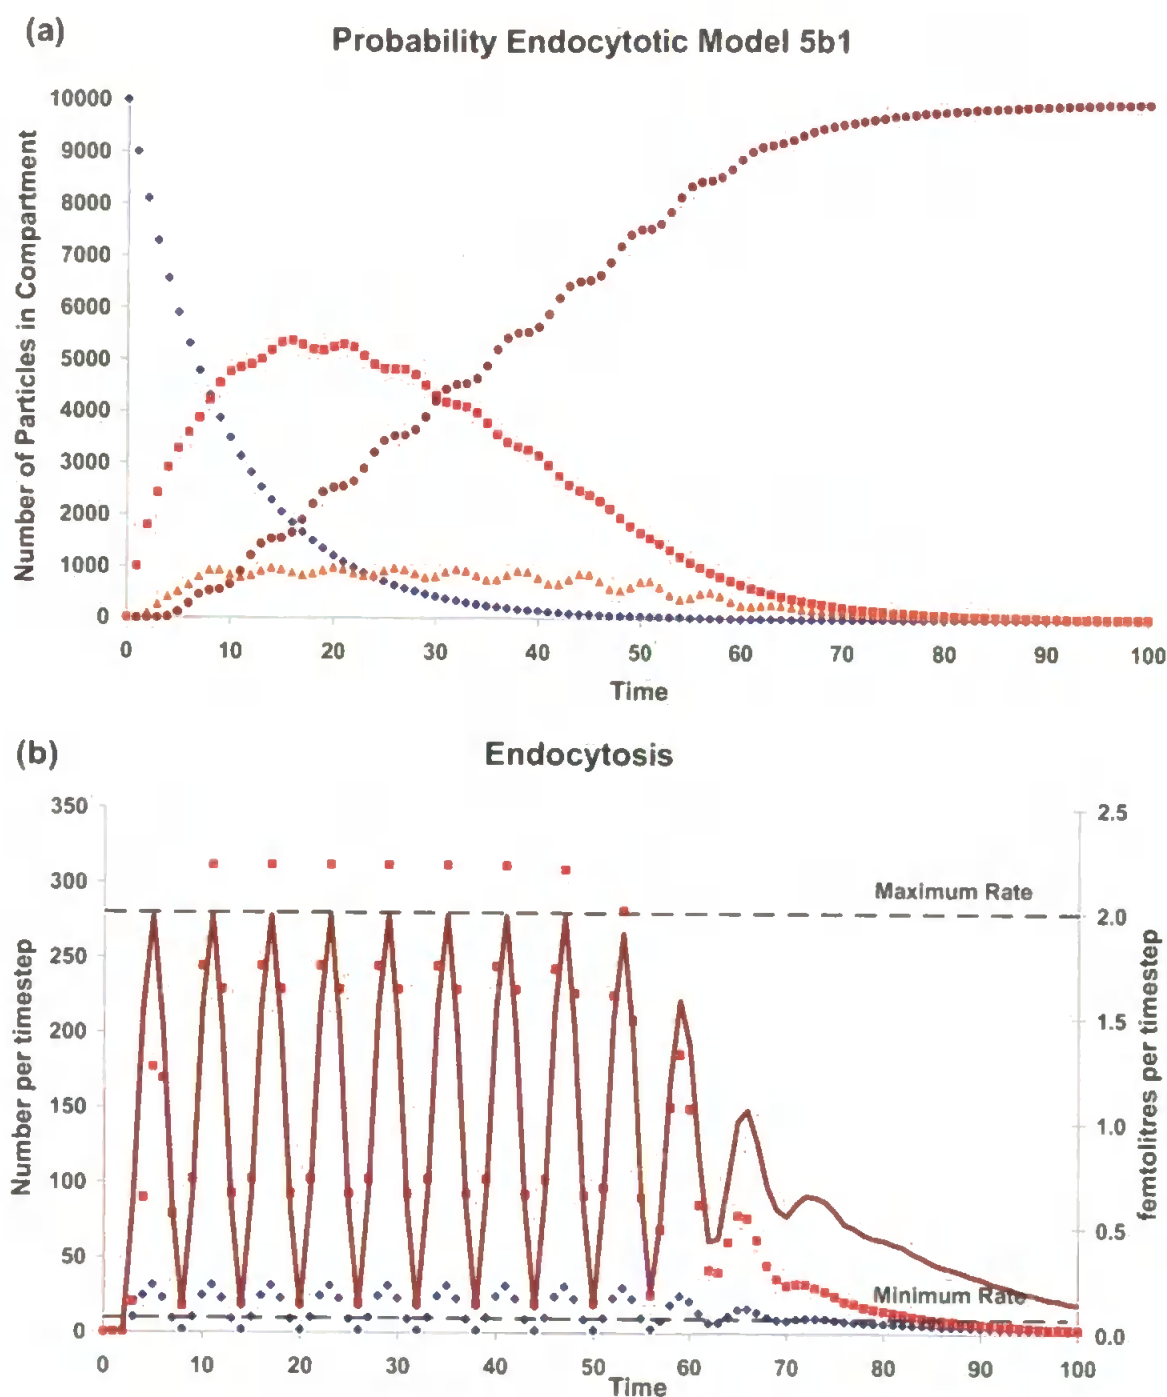 (a)
Probability Endocytotic Model 5b1
Number of Particles in Compartment
10000
9000
8000
7000
6000
5000
4000
3000
2000
1000
0
0 10 20 30 40 50 60 70 80 90 100
Time
(b)
Endocytosis
Number per timestep
350
300
250
200
150
100
50
0
Maximum Rate
Minimum Rate
2.5
2.0
1.5
1.0
0.5
0.0
femtolitres per timestep
0 10 20 30 40 50 60 70 80 90 100
Time